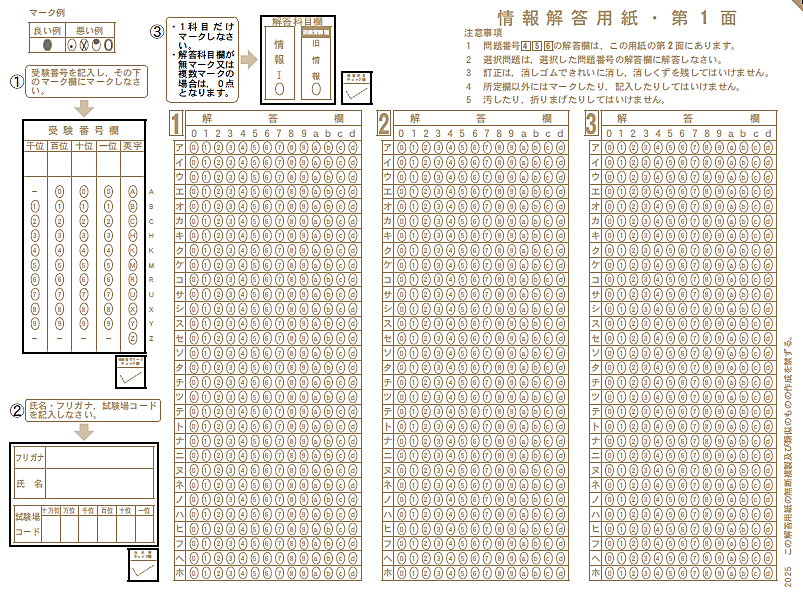 マーク例
良い例 悪い例
① 受験番号を記入し、その下のマーク欄にマークしなさい。
受験番号欄
千位 百位 十位 一位 英字
− 0 0 0 A A
1 1 1 1 B B
2 2 2 2 C C
3 3 3 3 H H
4 4 4 4 K K
5 5 5 5 M M
6 6 6 6 R R
7 7 7 7 U U
8 8 8 8 X X
9 9 9 9 Y Y
− − − − Z Z
② 氏名・フリガナ、試験場コードを記入しなさい。
フリガナ
氏 名
試験場コード
十万位 万位 千位 百位 十位 一位
③ ・1科目だけマークしなさい。
・解答科目欄が無マーク又は複数マークの場合は、0点となります。
解答科目欄
情報Ⅰ
旧情報
情報解答用紙・第1面
注意事項
1 問題番号4 5 6の解答欄は、この用紙の第2面にあります。
2 選択問題は、選択した問題番号の解答欄に解答しなさい。
3 訂正は、消しゴムできれいに消し、消しくずを残してはいけません。
4 所定欄以外にはマークしたり、記入したりしてはいけません。
5 汚したり、折りまげたりしてはいけません。
1 解答欄 2 解答欄 3 解答欄
0 1 2 3 4 5 6 7 8 9 a b c d 0 1 2 3 4 5 6 7 8 9 a b c d 0 1 2 3 4 5 6 7 8 9 a b c d
ア 0 1 2 3 4 5 6 7 8 9 a b c d ア 0 1 2 3 4 5 6 7 8 9 a b c d ア 0 1 2 3 4 5 6 7 8 9 a b c d
イ 0 1 2 3 4 5 6 7 8 9 a b c d イ 0 1 2 3 4 5 6 7 8 9 a b c d イ 0 1 2 3 4 5 6 7 8 9 a b c d
ウ 0 1 2 3 4 5 6 7 8 9 a b c d ウ 0 1 2 3 4 5 6 7 8 9 a b c d ウ 0 1 2 3 4 5 6 7 8 9 a b c d
エ 0 1 2 3 4 5 6 7 8 9 a b c d エ 0 1 2 3 4 5 6 7 8 9 a b c d エ 0 1 2 3 4 5 6 7 8 9 a b c d
オ 0 1 2 3 4 5 6 7 8 9 a b c d オ 0 1 2 3 4 5 6 7 8 9 a b c d オ 0 1 2 3 4 5 6 7 8 9 a b c d
カ 0 1 2 3 4 5 6 7 8 9 a b c d カ 0 1 2 3 4 5 6 7 8 9 a b c d カ 0 1 2 3 4 5 6 7 8 9 a b c d
キ 0 1 2 3 4 5 6 7 8 9 a b c d キ 0 1 2 3 4 5 6 7 8 9 a b c d キ 0 1 2 3 4 5 6 7 8 9 a b c d
ク 0 1 2 3 4 5 6 7 8 9 a b c d ク 0 1 2 3 4 5 6 7 8 9 a b c d ク 0 1 2 3 4 5 6 7 8 9 a b c d
ケ 0 1 2 3 4 5 6 7 8 9 a b c d ケ 0 1 2 3 4 5 6 7 8 9 a b c d ケ 0 1 2 3 4 5 6 7 8 9 a b c d
コ 0 1 2 3 4 5 6 7 8 9 a b c d コ 0 1 2 3 4 5 6 7 8 9 a b c d コ 0 1 2 3 4 5 6 7 8 9 a b c d
サ 0 1 2 3 4 5 6 7 8 9 a b c d サ 0 1 2 3 4 5 6 7 8 9 a b c d サ 0 1 2 3 4 5 6 7 8 9 a b c d
シ 0 1 2 3 4 5 6 7 8 9 a b c d シ 0 1 2 3 4 5 6 7 8 9 a b c d シ 0 1 2 3 4 5 6 7 8 9 a b c d
ス 0 1 2 3 4 5 6 7 8 9 a b c d ス 0 1 2 3 4 5 6 7 8 9 a b c d ス 0 1 2 3 4 5 6 7 8 9 a b c d
セ 0 1 2 3 4 5 6 7 8 9 a b c d セ 0 1 2 3 4 5 6 7 8 9 a b c d セ 0 1 2 3 4 5 6 7 8 9 a b c d
ソ 0 1 2 3 4 5 6 7 8 9 a b c d ソ 0 1 2 3 4 5 6 7 8 9 a b c d ソ 0 1 2 3 4 5 6 7 8 9 a b c d
タ 0 1 2 3 4 5 6 7 8 9 a b c d タ 0 1 2 3 4 5 6 7 8 9 a b c d タ 0 1 2 3 4 5 6 7 8 9 a b c d
チ 0 1 2 3 4 5 6 7 8 9 a b c d チ 0 1 2 3 4 5 6 7 8 9 a b c d チ 0 1 2 3 4 5 6 7 8 9 a b c d
ツ 0 1 2 3 4 5 6 7 8 9 a b c d ツ 0 1 2 3 4 5 6 7 8 9 a b c d ツ 0 1 2 3 4 5 6 7 8 9 a b c d
テ 0 1 2 3 4 5 6 7 8 9 a b c d テ 0 1 2 3 4 5 6 7 8 9 a b c d テ 0 1 2 3 4 5 6 7 8 9 a b c d
ト 0 1 2 3 4 5 6 7 8 9 a b c d ト 0 1 2 3 4 5 6 7 8 9 a b c d ト 0 1 2 3 4 5 6 7 8 9 a b c d
ナ 0 1 2 3 4 5 6 7 8 9 a b c d ナ 0 1 2 3 4 5 6 7 8 9 a b c d ナ 0 1 2 3 4 5 6 7 8 9 a b c d
ニ 0 1 2 3 4 5 6 7 8 9 a b c d ニ 0 1 2 3 4 5 6 7 8 9 a b c d ニ 0 1 2 3 4 5 6 7 8 9 a b c d
ヌ 0 1 2 3 4 5 6 7 8 9 a b c d ヌ 0 1 2 3 4 5 6 7 8 9 a b c d ヌ 0 1 2 3 4 5 6 7 8 9 a b c d
ネ 0 1 2 3 4 5 6 7 8 9 a b c d ネ 0 1 2 3 4 5 6 7 8 9 a b c d ネ 0 1 2 3 4 5 6 7 8 9 a b c d
ノ 0 1 2 3 4 5 6 7 8 9 a b c d ノ 0 1 2 3 4 5 6 7 8 9 a b c d ノ 0 1 2 3 4 5 6 7 8 9 a b c d
ハ 0 1 2 3 4 5 6 7 8 9 a b c d ハ 0 1 2 3 4 5 6 7 8 9 a b c d ハ 0 1 2 3 4 5 6 7 8 9 a b c d
ヒ 0 1 2 3 4 5 6 7 8 9 a b c d ヒ 0 1 2 3 4 5 6 7 8 9 a b c d ヒ 0 1 2 3 4 5 6 7 8 9 a b c d
フ 0 1 2 3 4 5 6 7 8 9 a b c d フ 0 1 2 3 4 5 6 7 8 9 a b c d フ 0 1 2 3 4 5 6 7 8 9 a b c d
ヘ 0 1 2 3 4 5 6 7 8 9 a b c d ヘ 0 1 2 3 4 5 6 7 8 9 a b c d ヘ 0 1 2 3 4 5 6 7 8 9 a b c d
ホ 0 1 2 3 4 5 6 7 8 9 a b c d ホ 0 1 2 3 4 5 6 7 8 9 a b c d ホ 0 1 2 3 4 5 6 7 8 9 a b c d
2025 この解答用紙の無断複製及び類似のものの作成を禁ずる。